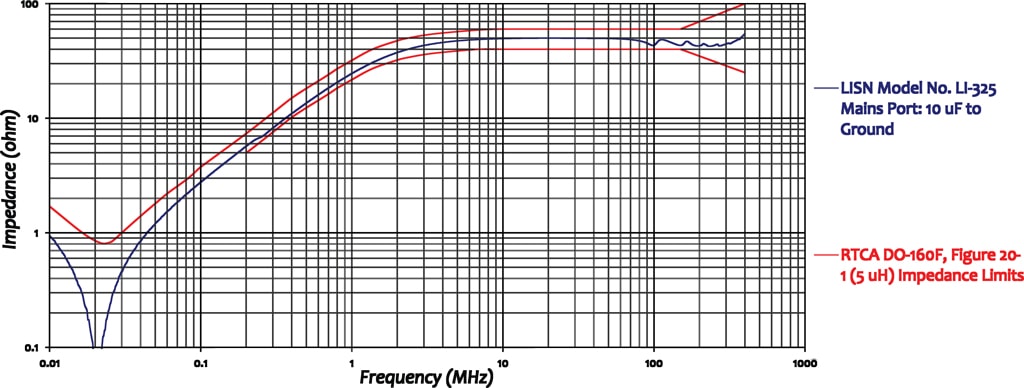 100
10
1
0.1
Impedance (ohm)
0.01
0.1
1
10
100
1000
Frequency (MHz)
LISN Model No. LI-325
Mains Port: 10 uF to
Ground
RTCA DO-160F, Figure 20-
1 (5 uH) Impedance Limits